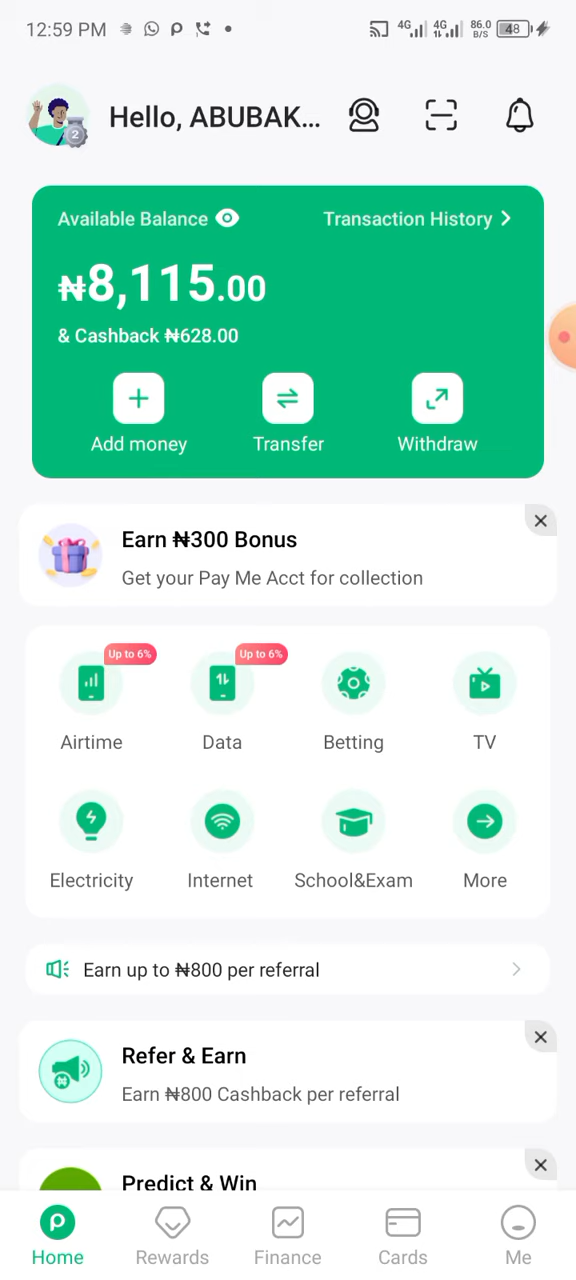 12:59 PM
4G 4G 86.0 B/S 48
2
Hello, ABUBAK...
Available Balance
Transaction History
₦8,115.00
& Cashback ₦628.00
Add money
Transfer
Withdraw
Earn ₦300 Bonus
Get your Pay Me Acct for collection
Up to 6%
Up to 6%
Airtime
Data
Betting
TV
Electricity
Internet
School&Exam
More
Earn up to ₦800 per referral
Refer & Earn
Earn ₦800 Cashback per referral
Predict & Win
Home
Rewards
Finance
Cards
Me